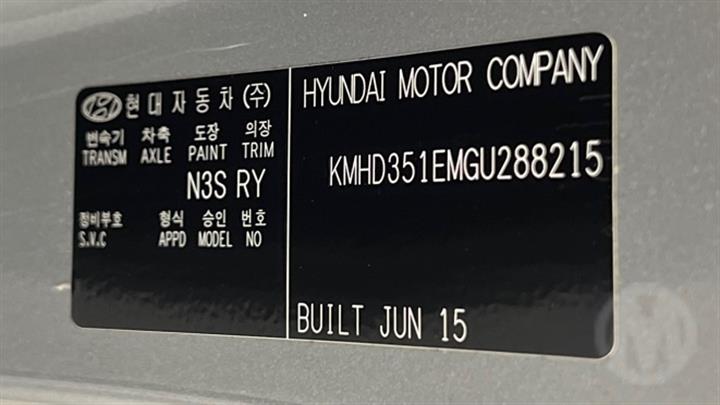 현대자동차(주)
변속기 차축 도장 의장
TRANSM AXLE PAINT TRIM
N3S RY
정비부호 형식 승인 번호
S.V.C APPD MODEL NO
HYUNDAI MOTOR COMPANY
KMHD351EMGU288215
BUILT JUN 15
M